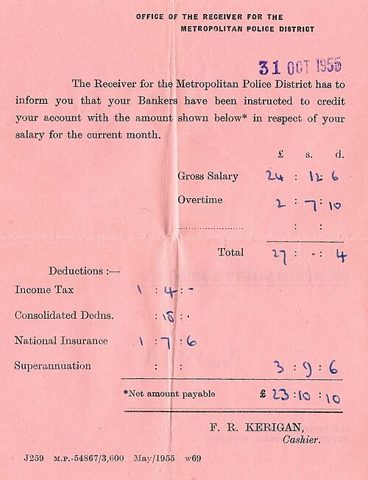 OFFICE OF THE RECEIVER FOR THE
METROPOLITAN POLICE DISTRICT
31 OCT 1955
The Receiver for the Metropolitan Police District has to
inform you that your Bankers have been instructed to credit
your account with the amount shown below* in respect of your
salary for the current month.
£ s. d.
Gross Salary 24 : 12 : 6
Overtime 2 : 7 : 10
: :
Total 27 : - : 4
Deductions :—
Income Tax 1 : 4 : -
Consolidated Dedns. : 18 : -
National Insurance 1 : 7 : 6
Superannuation : : 3 : 9 : 6
*Net amount payable £ 23 : 10 : 10
F. R. KERIGAN,
Cashier.
J259 M.P.-54867/3,600 May/1955 w69